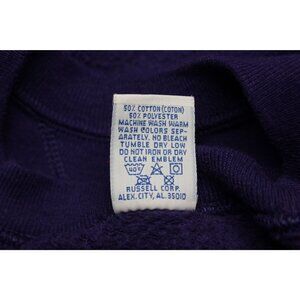 50% COTTON (COTON)
50% POLYESTER
MACHINE WASH WARM
WASH COLORS SEP-
ARATELY. NO BLEACH
TUMBLE DRY LOW
DO NOT IRON OR DRY
CLEAN EMBLEM
RUSSELL CORP.
ALEX. CITY, AL. 35010